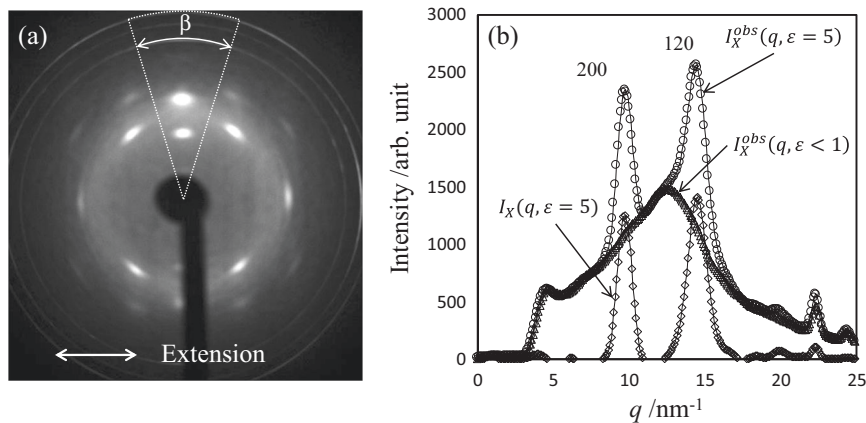 (a)
β
Extension
(b)
3000
2500
2000
1500
1000
500
0
Intensity /arb. unit
200
120
I_X^{obs}(q, ε = 5)
I_X^{obs}(q, ε < 1)
I_X(q, ε = 5)
0 5 10 15 20 25
q /nm⁻¹